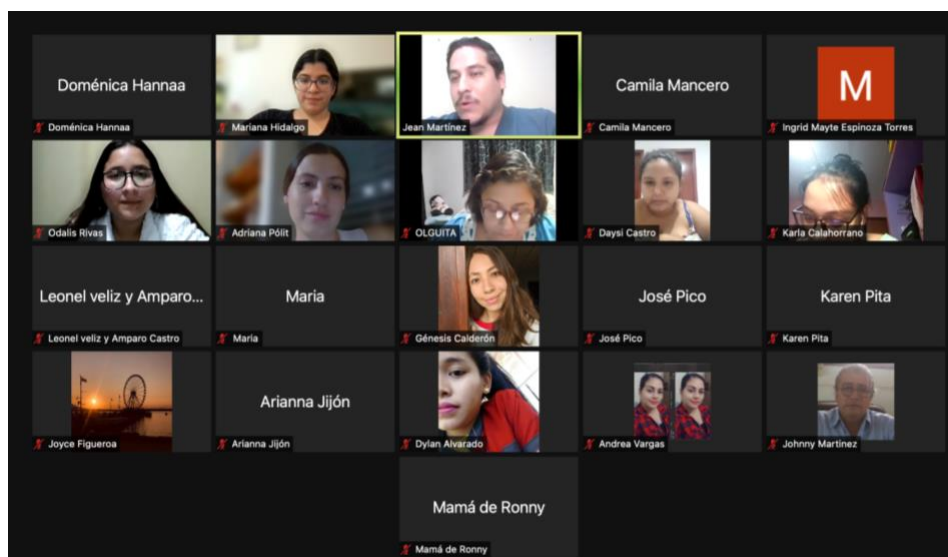 Doménica Hannaa
Doménica Hannaa
Mariana Hidalgo
Jean Martínez
Camila Mancero
Camila Mancero
M
Ingrid Mayte Espinoza Torres
Odalis Rivas
Adriana Pólit
OLGUITA
Daysi Castro
Karla Calahorrano
Leonel veliz y Amparo...
Leonel veliz y Amparo Castro
Maria
Maria
Génesis Calderón
José Pico
José Pico
Karen Pita
Karen Pita
Joyce Figueroa
Arianna Jijón
Arianna Jijón
Dylan Alvarado
Andrea Vargas
Johnny Martinez
Mamá de Ronny
Mamá de Ronny